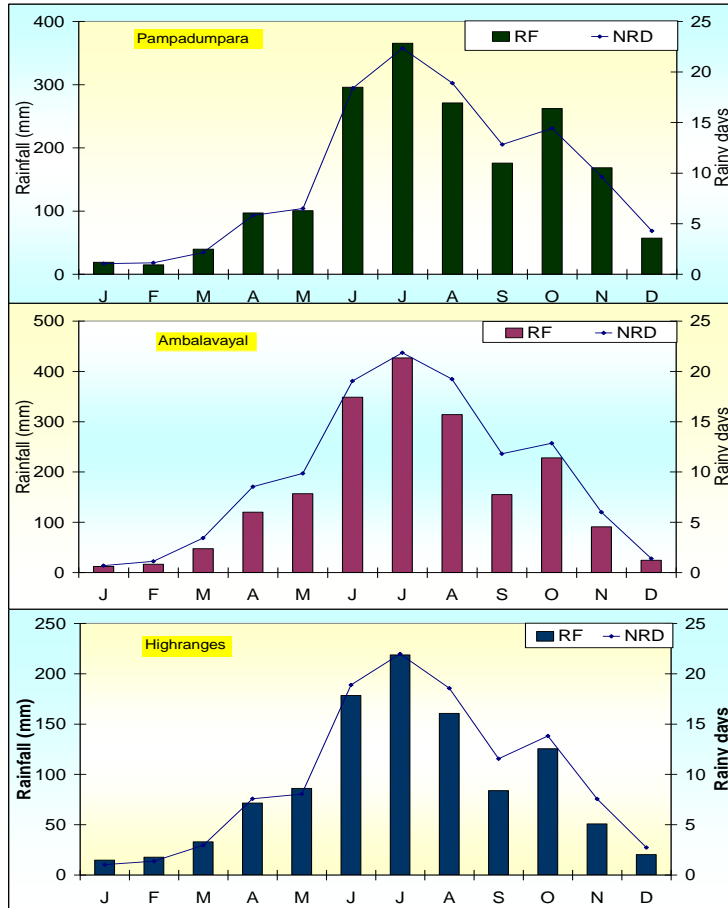 Pampadumpara
RF NRD
Rainfall (mm)
400
300
200
100
0
25
20
15
10
5
0
Rainy days
J F M A M J J A S O N D
Ambalavayal
RF NRD
Rainfall (mm)
500
400
300
200
100
0
25
20
15
10
5
0
Rainy days
J F M A M J J A S O N D
Highranges
RF NRD
Rainfall (mm)
250
200
150
100
50
0
25
20
15
10
5
0
Rainy days
J F M A M J J A S O N D